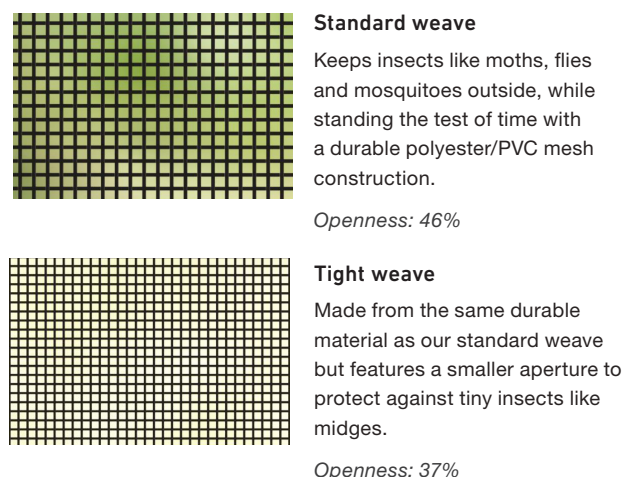 Standard weave
Keeps insects like moths, flies
and mosquitoes outside, while
standing the test of time with
a durable polyester/PVC mesh
construction.
Openness: 46%
Tight weave
Made from the same durable
material as our standard weave
but features a smaller aperture to
protect against tiny insects like
midges.
Openness: 37%